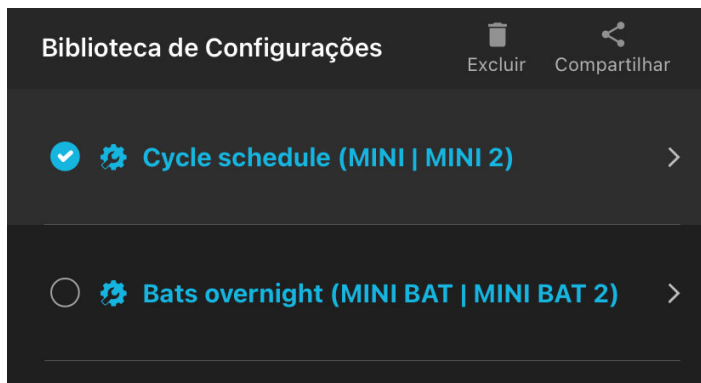 Biblioteca de Configurações
Excluir
Compartilhar
Cycle schedule (MINI | MINI 2)
Bats overnight (MINI BAT | MINI BAT 2)